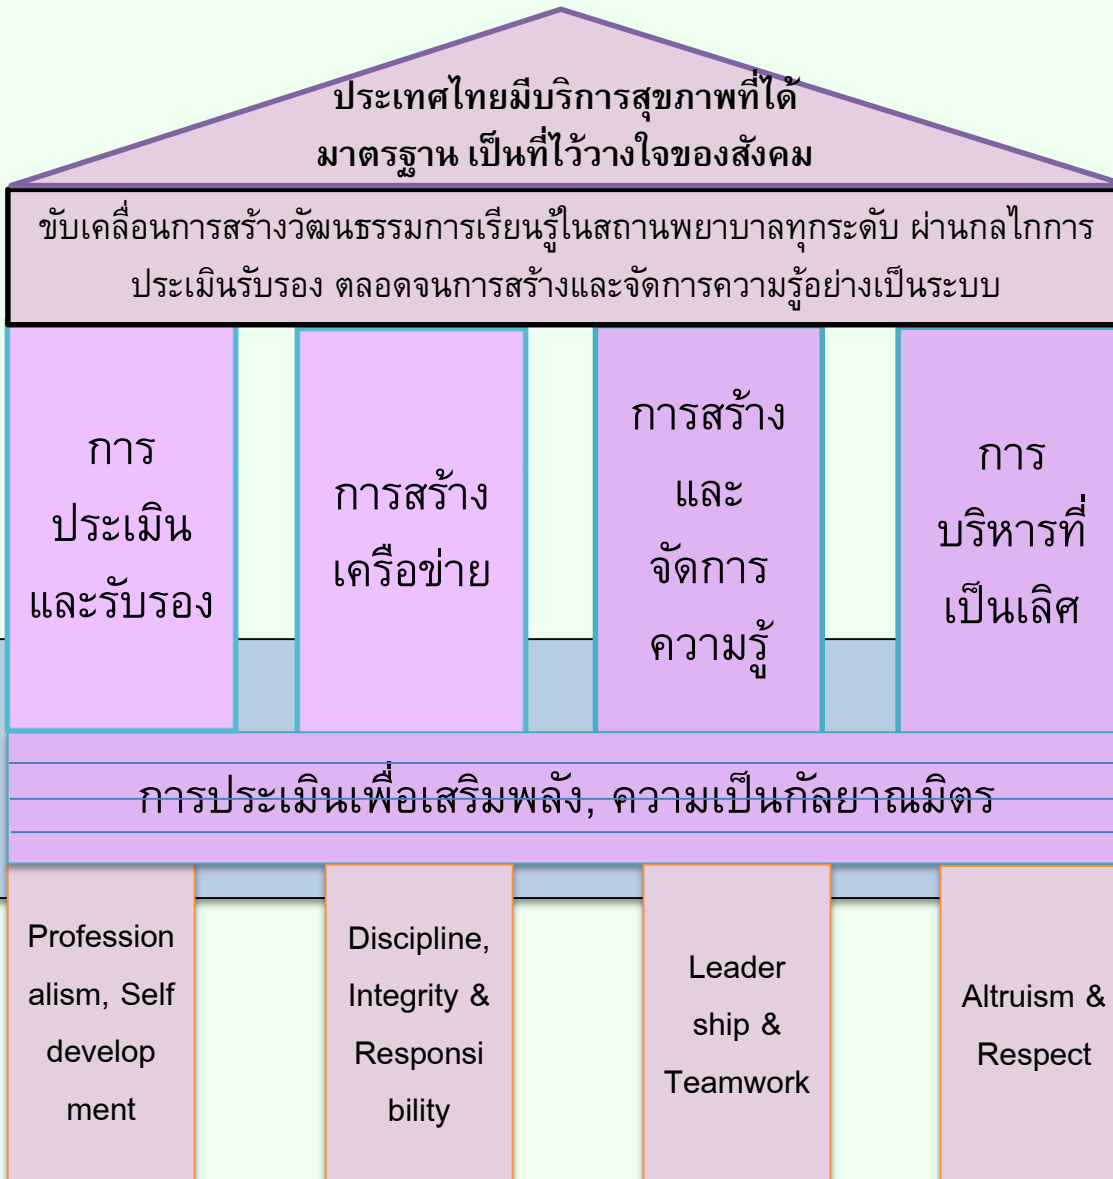 ประเทศไทยมีบริการสุขภาพที่ได้
มาตรฐาน เป็นที่ไว้วางใจของสังคม
ขับเคลื่อนการสร้างวัฒนธรรมการเรียนรู้ในสถานพยาบาลทุกระดับ ผ่านกลไกการ
ประเมินรับรอง ตลอดจนการสร้างและจัดการความรู้อย่างเป็นระบบ
การ
ประเมิน
และรับรอง
การสร้าง
เครือข่าย
การสร้าง
และ
จัดการ
ความรู้
การ
บริหารที่
เป็นเลิศ
การประเมินเพื่อเสริมพลัง, ความเป็นกัลยาณมิตร
Profession
alism, Self
develop
ment
Discipline,
Integrity &
Responsi
bility
Leader
ship &
Teamwork
Altruism &
Respect